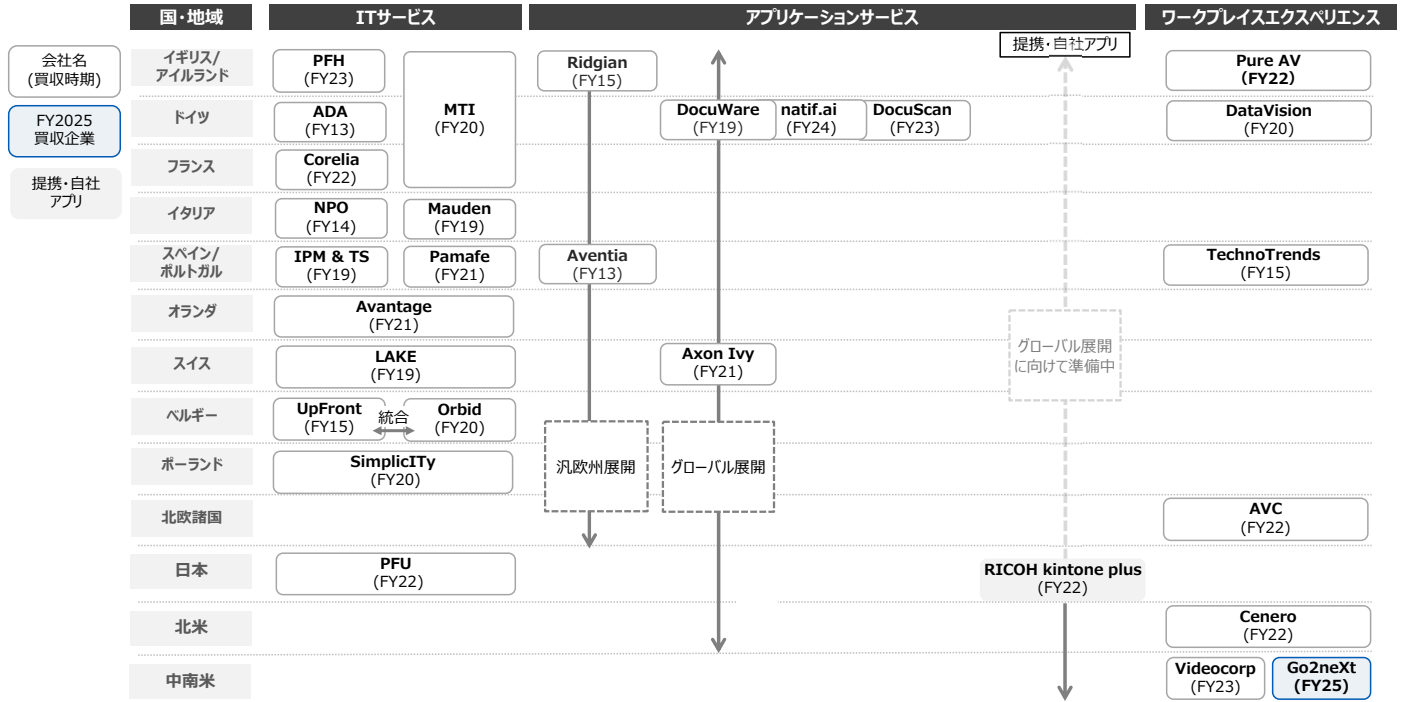 国・地域
ITサービス
アプリケーションサービス
ワークプレイスエクスペリエンス
会社名
(買収時期)
FY2025
買収企業
提携・自社
アプリ
提携・自社アプリ
イギリス/
アイルランド
PFH
(FY23)
MTI
(FY20)
Ridgian
(FY15)
Pure AV
(FY22)
ドイツ
ADA
(FY13)
DocuWare
(FY19)
natif.ai
(FY24)
DocuScan
(FY23)
DataVision
(FY20)
フランス
Corelia
(FY22)
イタリア
NPO
(FY14)
Mauden
(FY19)
スペイン/
ポルトガル
IPM & TS
(FY19)
Pamafe
(FY21)
Aventia
(FY13)
TechnoTrends
(FY15)
オランダ
Avantage
(FY21)
スイス
LAKE
(FY19)
Axon Ivy
(FY21)
グローバル展開
に向けて準備中
ベルギー
UpFront
(FY15)
統合
Orbid
(FY20)
ポーランド
SimplicITy
(FY20)
汎欧州展開
グローバル展開
北欧諸国
AVC
(FY22)
日本
PFU
(FY22)
RICOH kintone plus
(FY22)
北米
Cenero
(FY22)
中南米
Videocorp
(FY23)
Go2neXt
(FY25)